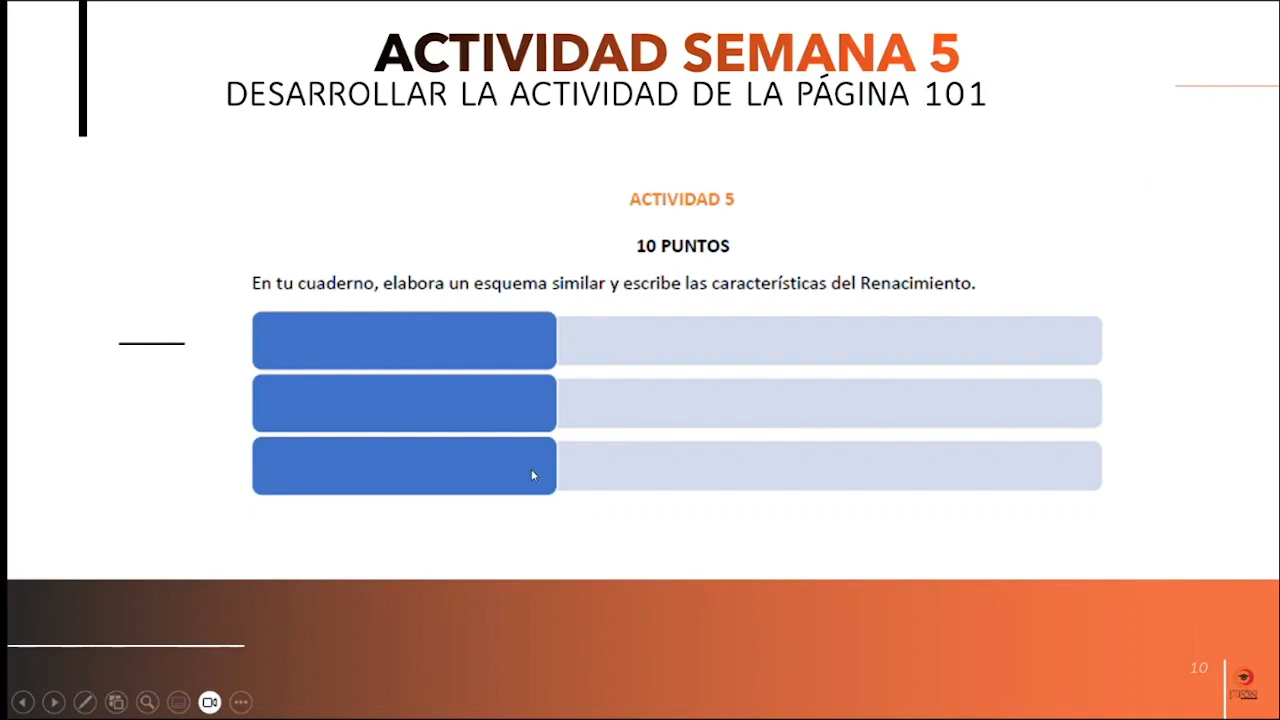 ACTIVIDAD SEMANA 5
DESARROLLAR LA ACTIVIDAD DE LA PÁGINA 101
ACTIVIDAD 5
10 PUNTOS
En tu cuaderno, elabora un esquema similar y escribe las características del Renacimiento.
10